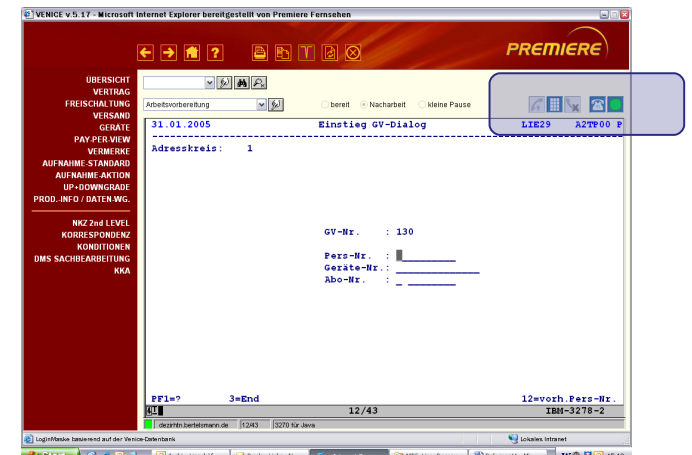 VENICE v.5.17 - Microsoft Internet Explorer bereitgestellt von Premiere Fernsehen
PREMIERE
ÜBERSICHT
VERTRAG
FREISCHALTUNG
VERSAND
GERÄTE
PAY-PER-VIEW
VERMERKE
AUFNAHME-STANDARD
AUFNAHME-AKTION
UP+DOWNGRADE
PROD.-INFO / DATEN-WG.
NKZ 2nd LEVEL
KORRESPONDENZ
KONDITIONEN
DMS SACHBEARBEITUNG
KKA
Arbeitsvorbereitung bereit Nacharbeit kleine Pause
31.01.2005 Einstieg GV-Dialog LIE29 A2TP00 P
Adresskreis: 1
GV-Nr. : 130
Pers-Nr. :
Geräte-Nr.:
Abo-Nr. :
PF1=? 3=End 12=vorh.Pers-Nr.
12/43 IBM-3278-2
dezirhtn.bertelsmann.de 12/43 3270 für Java
LoginMaske basierend auf der Venice-Datenbank Lokales Intranet